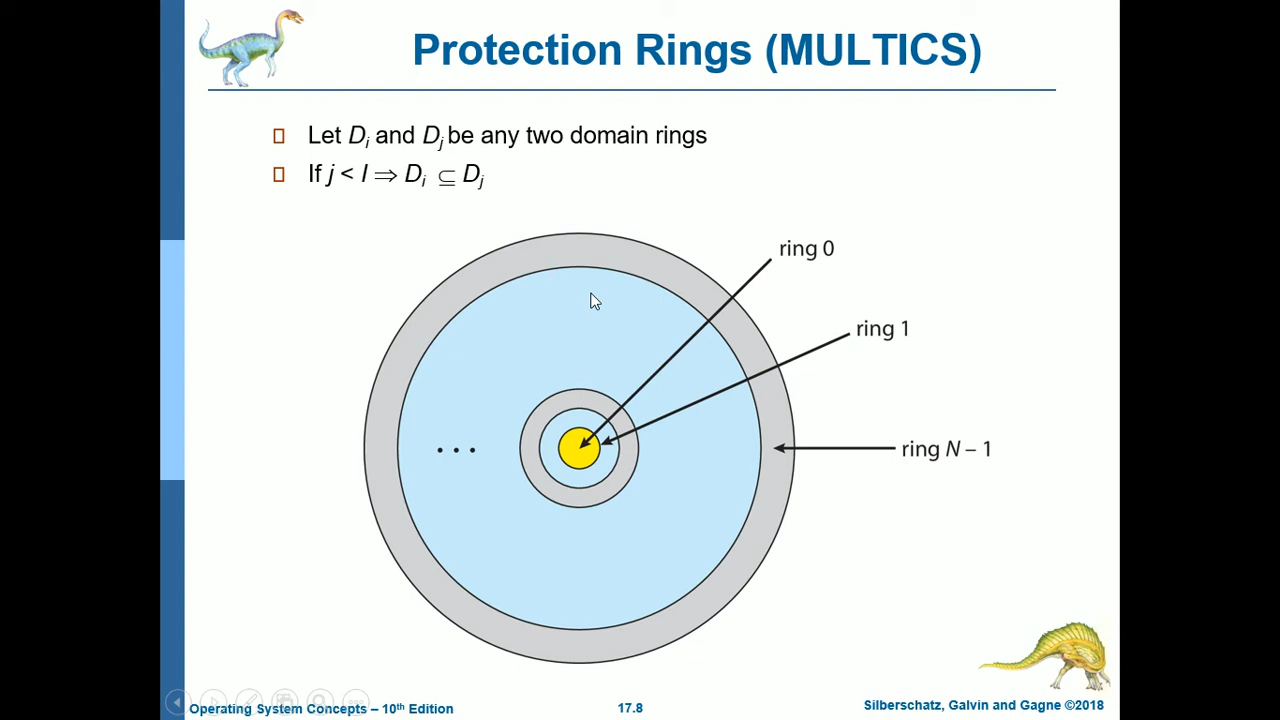 Protection Rings (MULTICS)
Let Di and Dj be any two domain rings
If j < I ⇒ Di ⊆ Dj
ring 0
ring 1
ring N – 1
. . .
Operating System Concepts – 10th Edition
17.8
Silberschatz, Galvin and Gagne ©2018